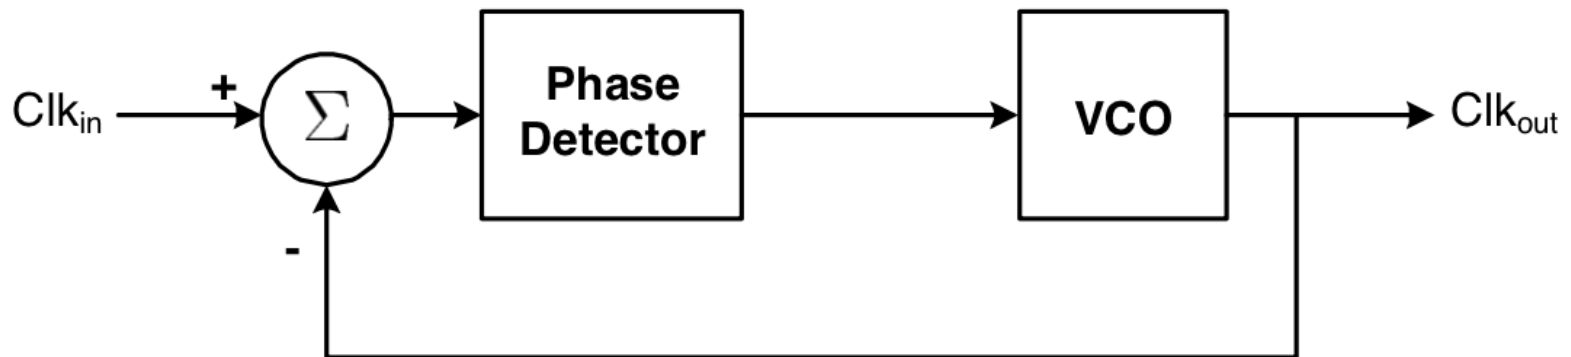 Clk_in
+
Σ
Phase
Detector
VCO
Clk_out
-